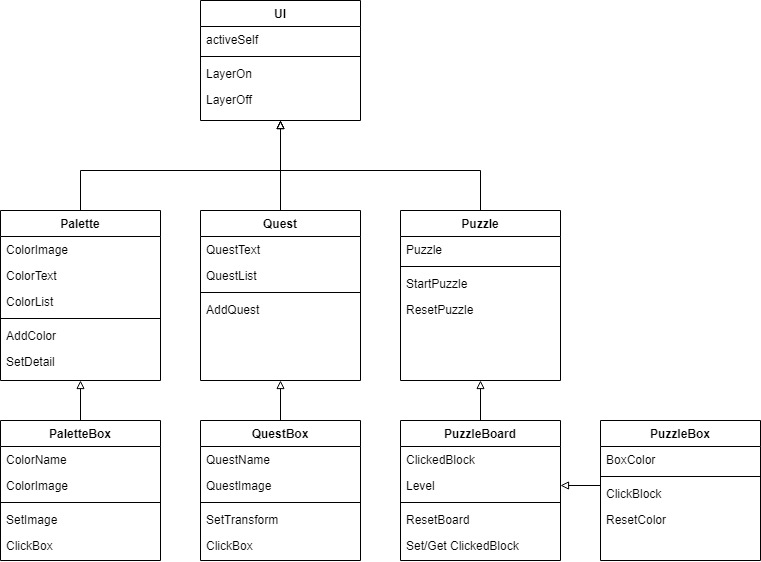 UI
activeSelf
LayerOn
LayerOff
Palette
ColorImage
ColorText
ColorList
AddColor
SetDetail
Quest
QuestText
QuestList
AddQuest
Puzzle
Puzzle
StartPuzzle
ResetPuzzle
PaletteBox
ColorName
ColorImage
SetImage
ClickBox
QuestBox
QuestName
QuestImage
SetTransform
ClickBox
PuzzleBoard
ClickedBlock
Level
ResetBoard
Set/Get ClickedBlock
PuzzleBox
BoxColor
ClickBlock
ResetColor